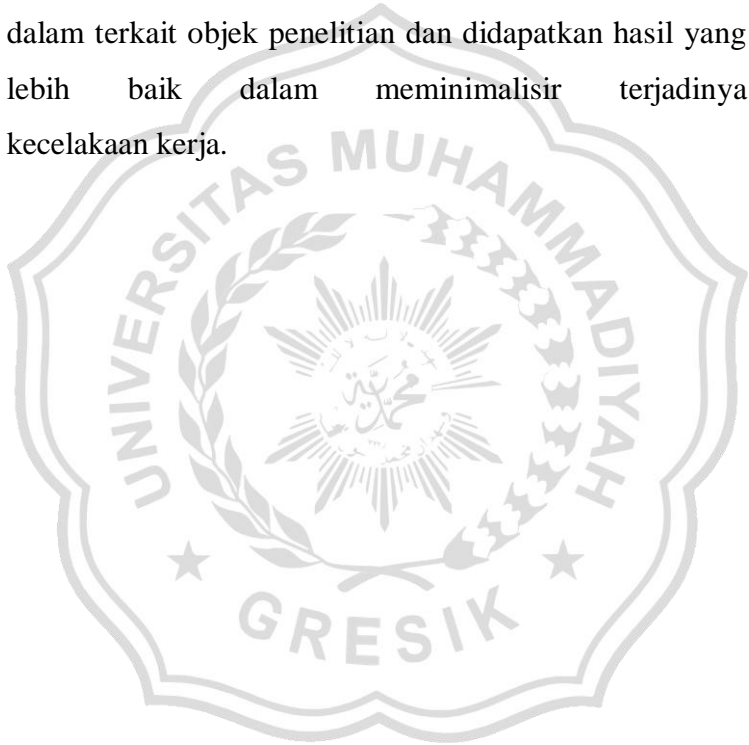 dalam terkait objek penelitian dan didapatkan hasil yang
lebih baik dalam meminimalisir terjadinya
kecelakaan kerja.
UNIVERSITAS MUHAMMADIYAH
GRESIK